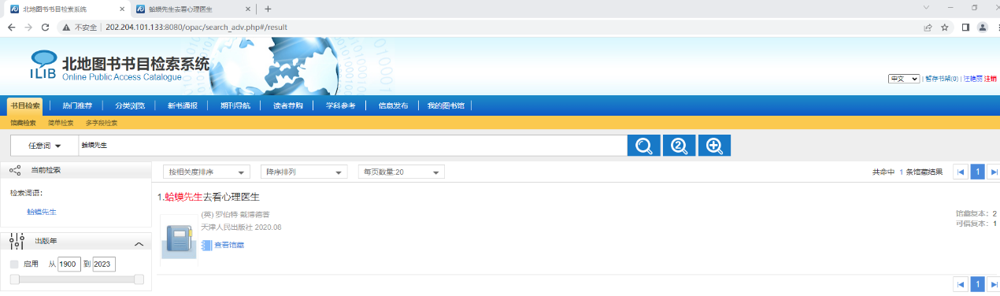 北地图书书目检索系统
蛤蟆先生去看心理医生
不安全 202.204.101.133:8080/opac/search_adv.php#/result
ILIB
北地图书书目检索系统
Online Public Access Catalogue
中文 | 暂存书架(0) | 汪艳丽 注销
书目检索 热门推荐 分类浏览 新书通报 期刊导航 读者荐购 学科参考 信息发布 我的图书馆
馆藏检索 简单检索 多字段检索
任意词 蛤蟆先生 2
当前检索
按相关度排序 降序排列 每页数量:20 共命中 1 条馆藏结果 1
检索词语:
蛤蟆先生
1.蛤蟆先生去看心理医生
(英) 罗伯特·戴博德著
天津人民出版社 2020.08
查看馆藏
馆藏复本: 2
可借复本: 1
出版年
启用 从 1900 到 2023
1